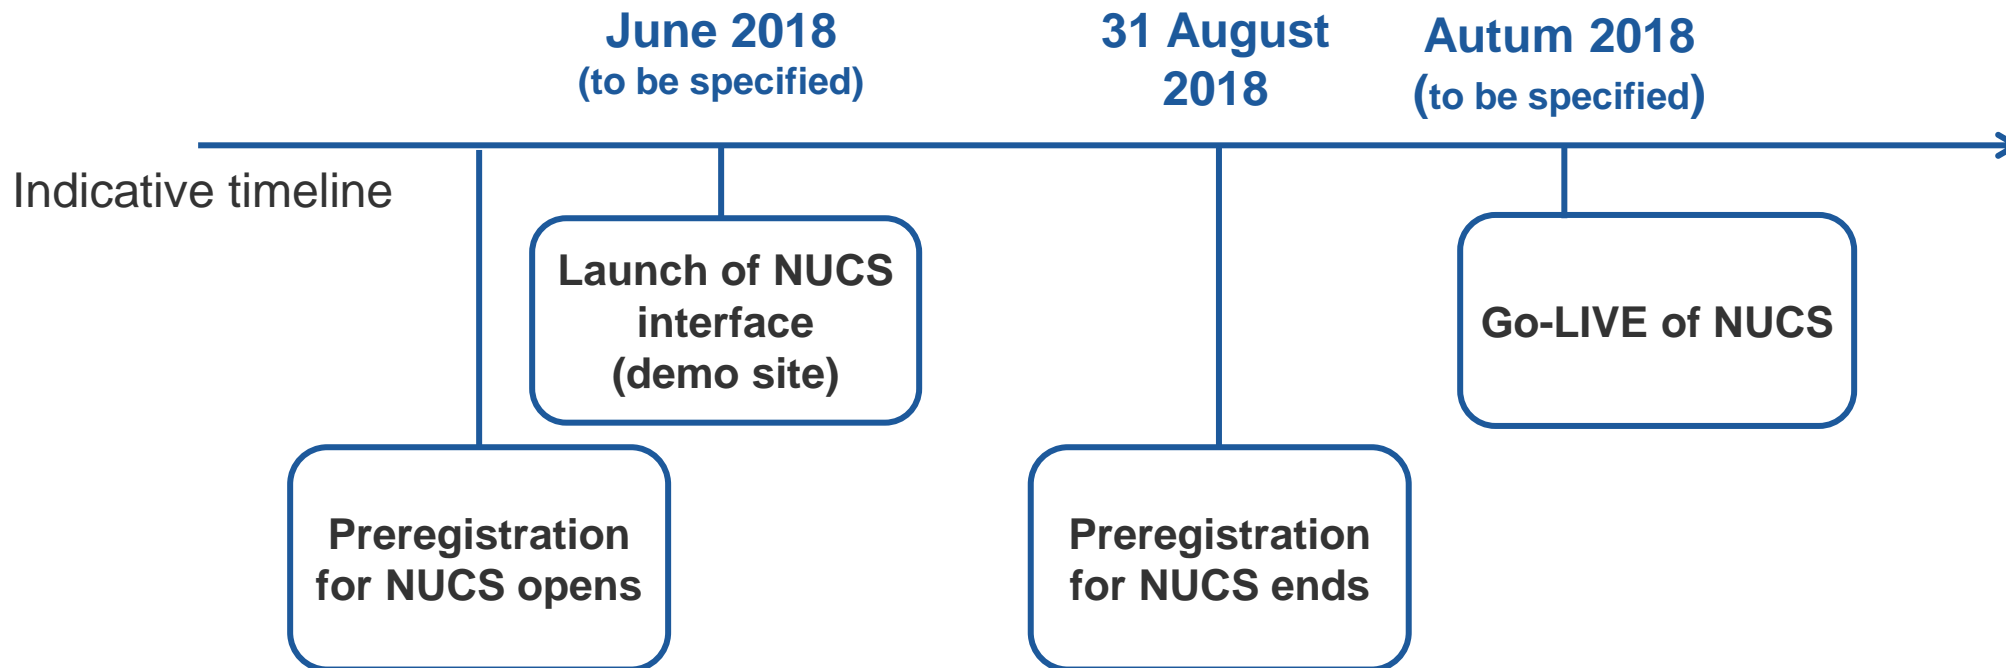 June 2018
(to be specified)
31 August
2018
Autum 2018
(to be specified)
Indicative timeline
Launch of NUCS
interface
(demo site)
Go-LIVE of NUCS
Preregistration
for NUCS opens
Preregistration
for NUCS ends